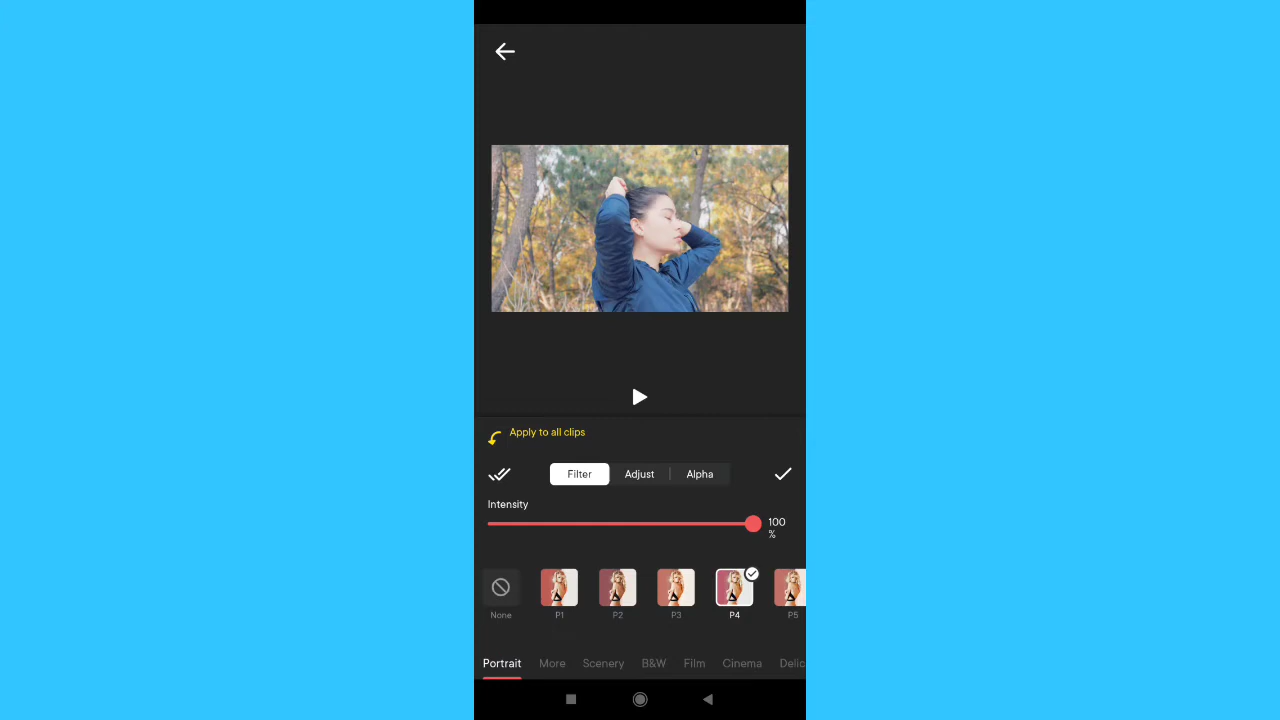 Apply to all clips
Filter Adjust Alpha
Intensity
100
%
None P1 P2 P3 P4 P5
Portrait More Scenery B&W Film Cinema Delic